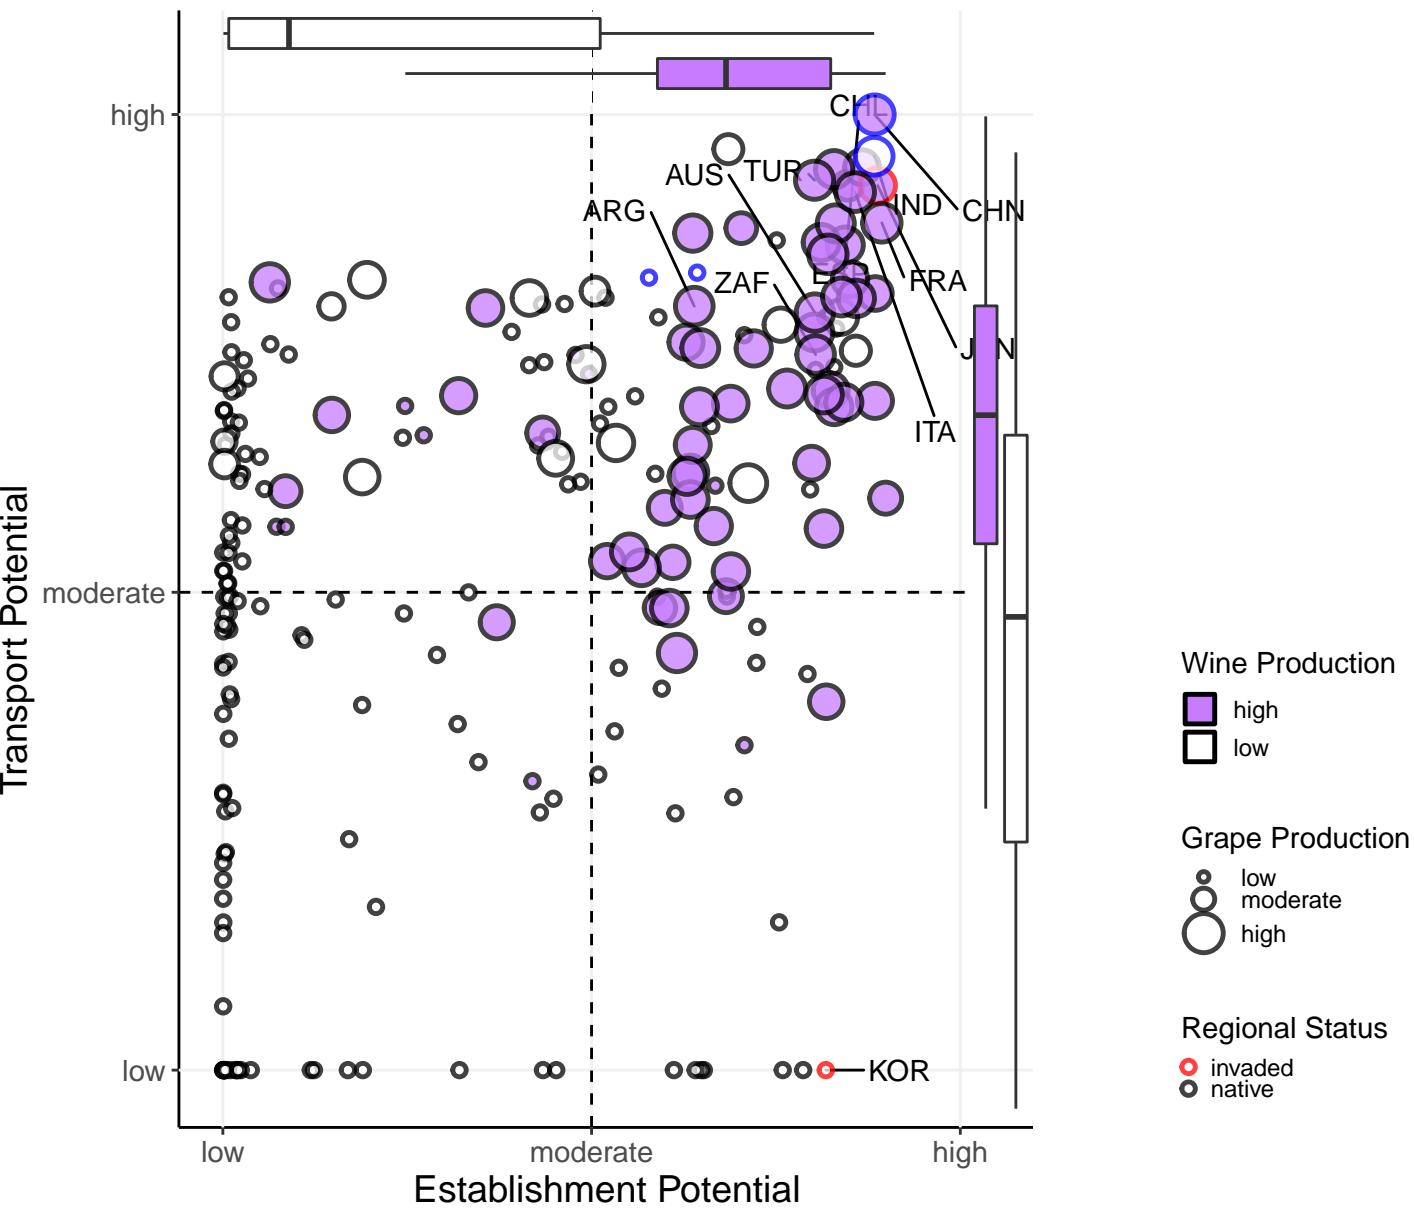 high
CHL
AUS
TUR
ARG
IND
CHN
ZAF
FRA
ITA
moderate
Transport Potential
low
KOR
low
moderate
high
Establishment Potential
Wine Production
high
low
Grape Production
low
moderate
high
Regional Status
invaded
native